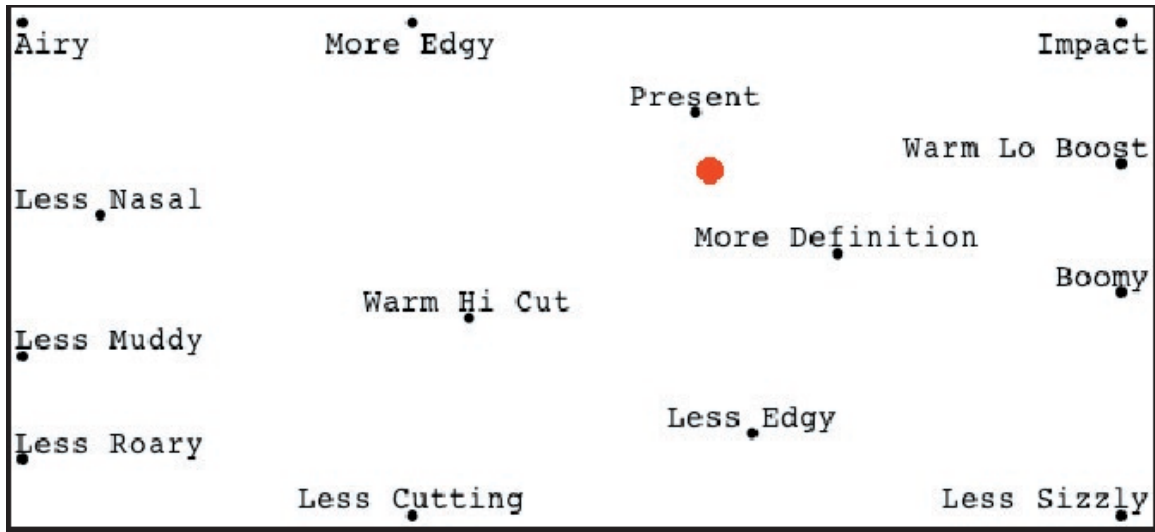 Airy
More Edgy
Impact
Present
Warm Lo Boost
Less Nasal
More Definition
Boomy
Warm Hi Cut
Less Muddy
Less Edgy
Less Roary
Less Cutting
Less Sizzly